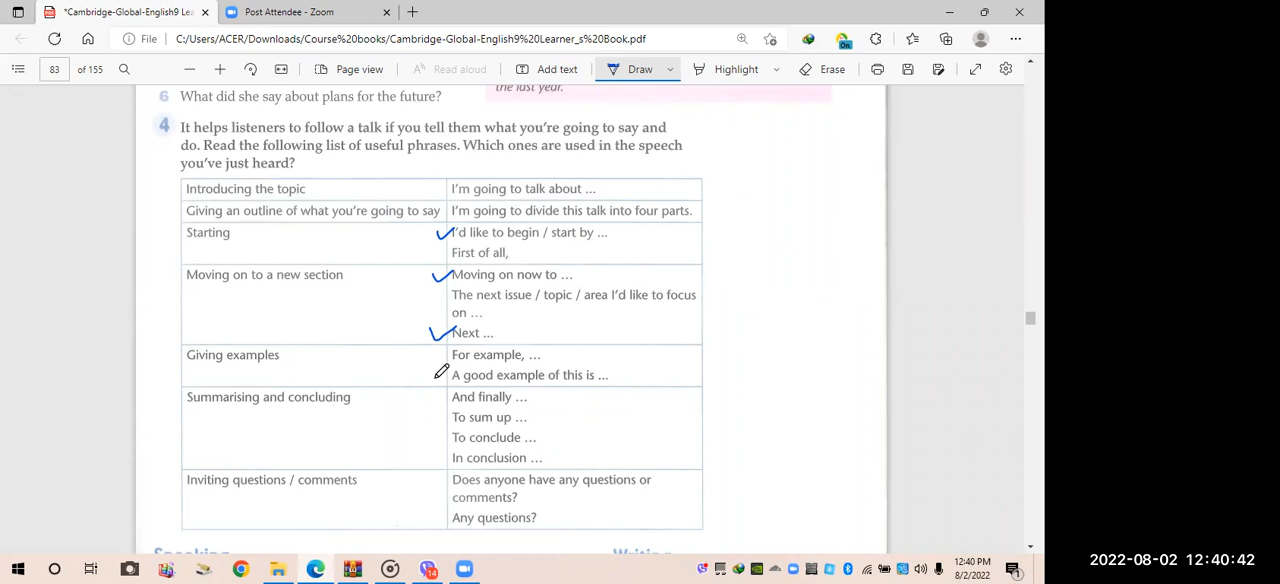 *Cambridge-Global-English9 Lea
Post Attendee - Zoom
File
C:/Users/ACER/Downloads/Course%20books/Cambridge-Global-English9%20Learner_s%20Book.pdf
On
83 of 155
Page view
Read aloud
Add text
Draw
Highlight
Erase
6 What did she say about plans for the future?
the last year.
4 It helps listeners to follow a talk if you tell them what you're going to say and
do. Read the following list of useful phrases. Which ones are used in the speech
you've just heard?
Introducing the topic
I'm going to talk about ...
Giving an outline of what you're going to say
I'm going to divide this talk into four parts.
Starting
I'd like to begin / start by ...
First of all,
Moving on to a new section
Moving on now to ...
The next issue / topic / area I'd like to focus
on ...
Next ...
Giving examples
For example, ...
A good example of this is ...
Summarising and concluding
And finally ...
To sum up ...
To conclude ...
In conclusion ...
Inviting questions / comments
Does anyone have any questions or
comments?
Any questions?
Speaking
Writing
14
12:40 PM
8/2/2022
1
2022-08-02 12:40:42